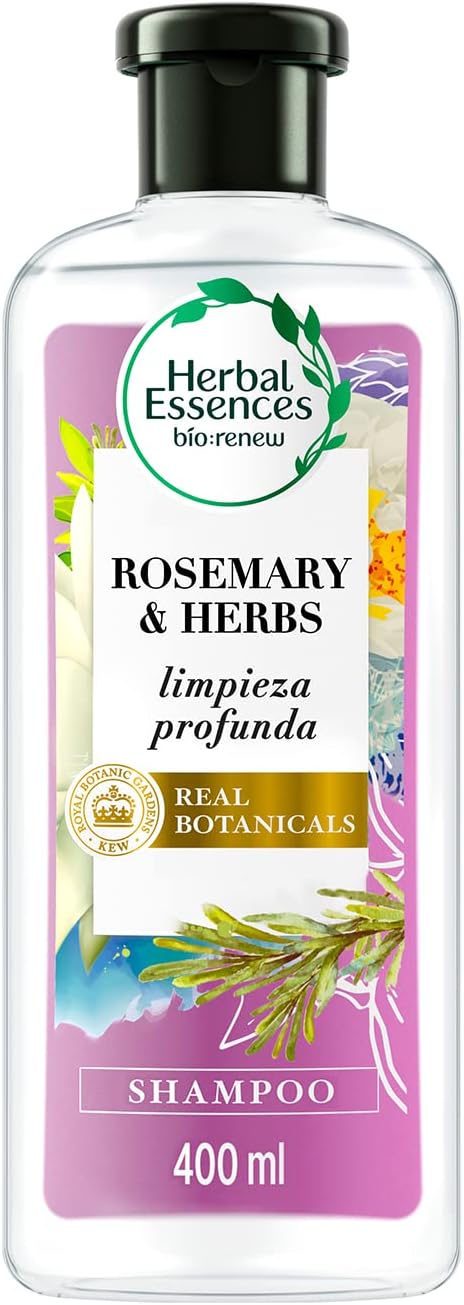 Herbal
Essences
bío:renew
ROSEMARY
& HERBS
limpieza
profunda
ROYAL BOTANIC GARDENS
• KEW •
REAL
BOTANICALS
SHAMPOO
400 ml